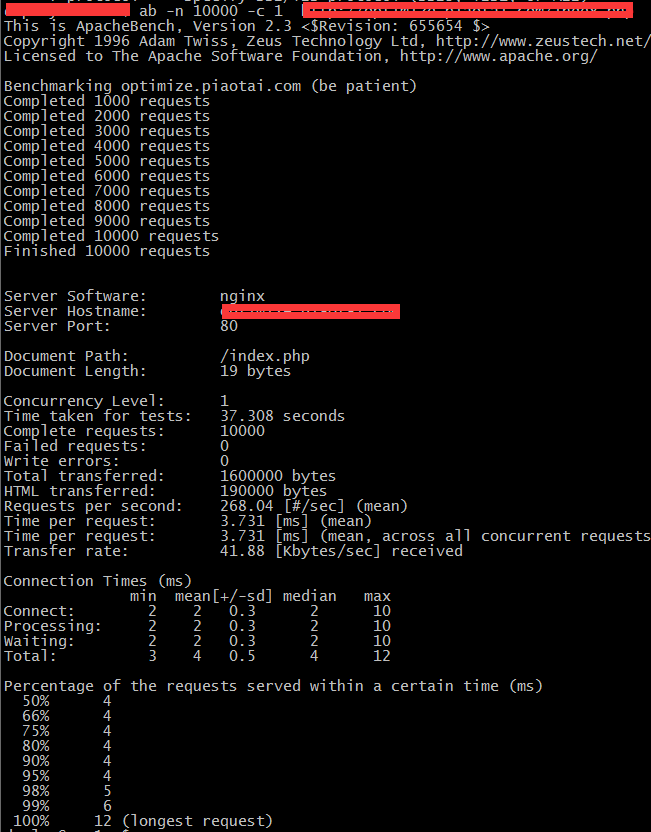 ab -n 10000 -c 1
This is ApacheBench, Version 2.3 <$Revision: 655654 $>
Copyright 1996 Adam Twiss, Zeus Technology Ltd, http://www.zeustech.net/
Licensed to The Apache Software Foundation, http://www.apache.org/
Benchmarking optimize.piaotai.com (be patient)
Completed 1000 requests
Completed 2000 requests
Completed 3000 requests
Completed 4000 requests
Completed 5000 requests
Completed 6000 requests
Completed 7000 requests
Completed 8000 requests
Completed 9000 requests
Completed 10000 requests
Finished 10000 requests
Server Software: nginx
Server Hostname:
Server Port: 80
Document Path: /index.php
Document Length: 19 bytes
Concurrency Level: 1
Time taken for tests: 37.308 seconds
Complete requests: 10000
Failed requests: 0
Write errors: 0
Total transferred: 1600000 bytes
HTML transferred: 190000 bytes
Requests per second: 268.04 [#/sec] (mean)
Time per request: 3.731 [ms] (mean)
Time per request: 3.731 [ms] (mean, across all concurrent requests
Transfer rate: 41.88 [Kbytes/sec] received
Connection Times (ms)
min mean[+/-sd] median max
Connect: 2 2 0.3 2 10
Processing: 2 2 0.3 2 10
Waiting: 2 2 0.3 2 10
Total: 3 4 0.5 4 12
Percentage of the requests served within a certain time (ms)
50% 4
66% 4
75% 4
80% 4
90% 4
95% 4
98% 5
99% 6
100% 12 (longest request)